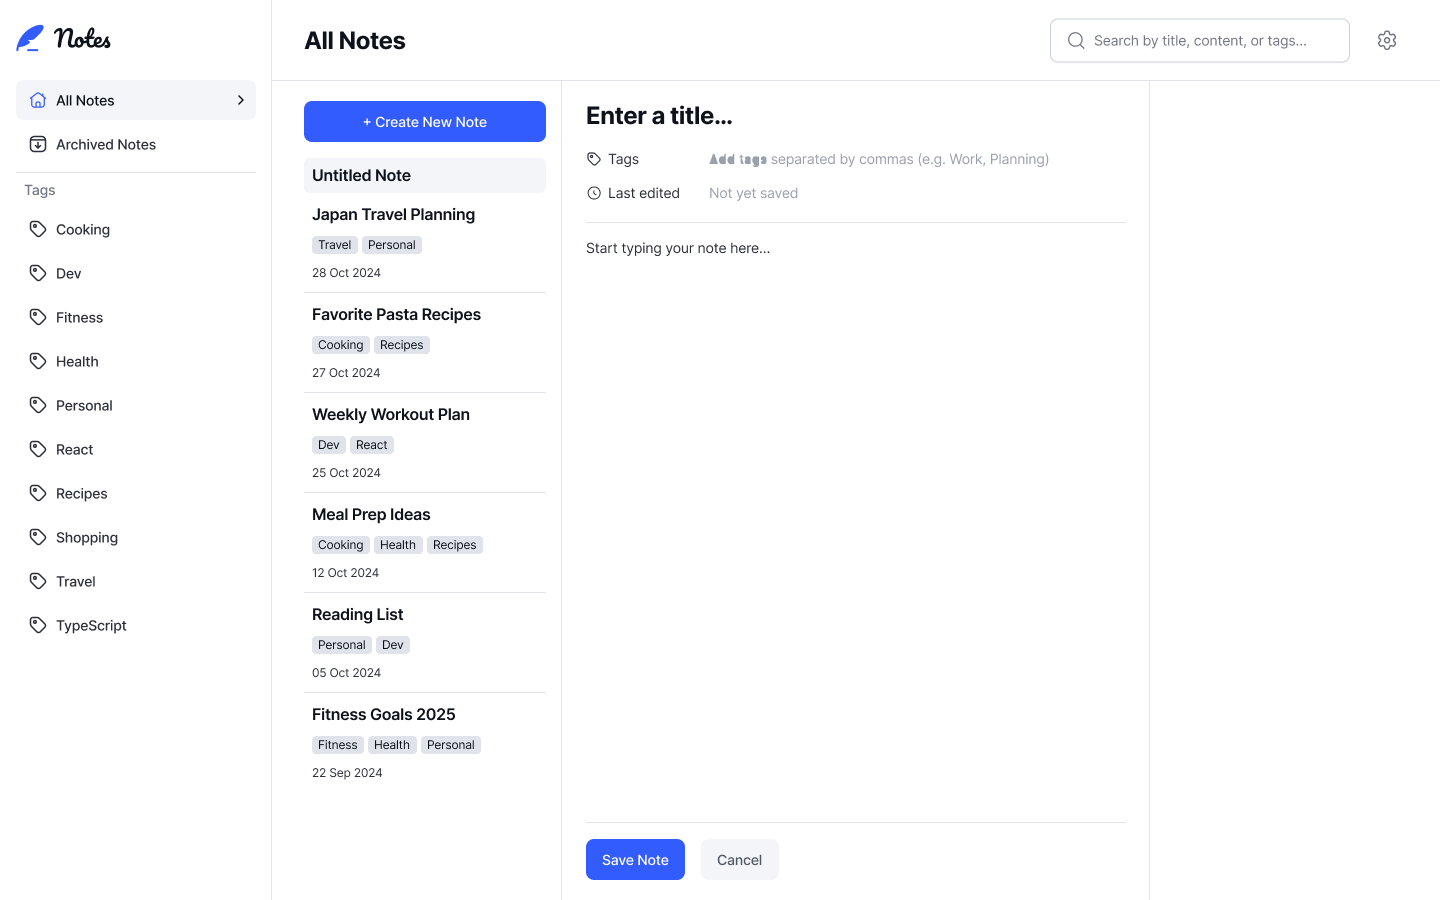 Notes
All Notes
Archived Notes
Tags
Cooking
Dev
Fitness
Health
Personal
React
Recipes
Shopping
Travel
TypeScript
All Notes
Search by title, content, or tags...
+ Create New Note
Untitled Note
Japan Travel Planning
Travel Personal
28 Oct 2024
Favorite Pasta Recipes
Cooking Recipes
27 Oct 2024
Weekly Workout Plan
Dev React
25 Oct 2024
Meal Prep Ideas
Cooking Health Recipes
12 Oct 2024
Reading List
Personal Dev
05 Oct 2024
Fitness Goals 2025
Fitness Health Personal
22 Sep 2024
Enter a title...
Tags Add tags separated by commas (e.g. Work, Planning)
Last edited Not yet saved
Start typing your note here...
Save Note Cancel